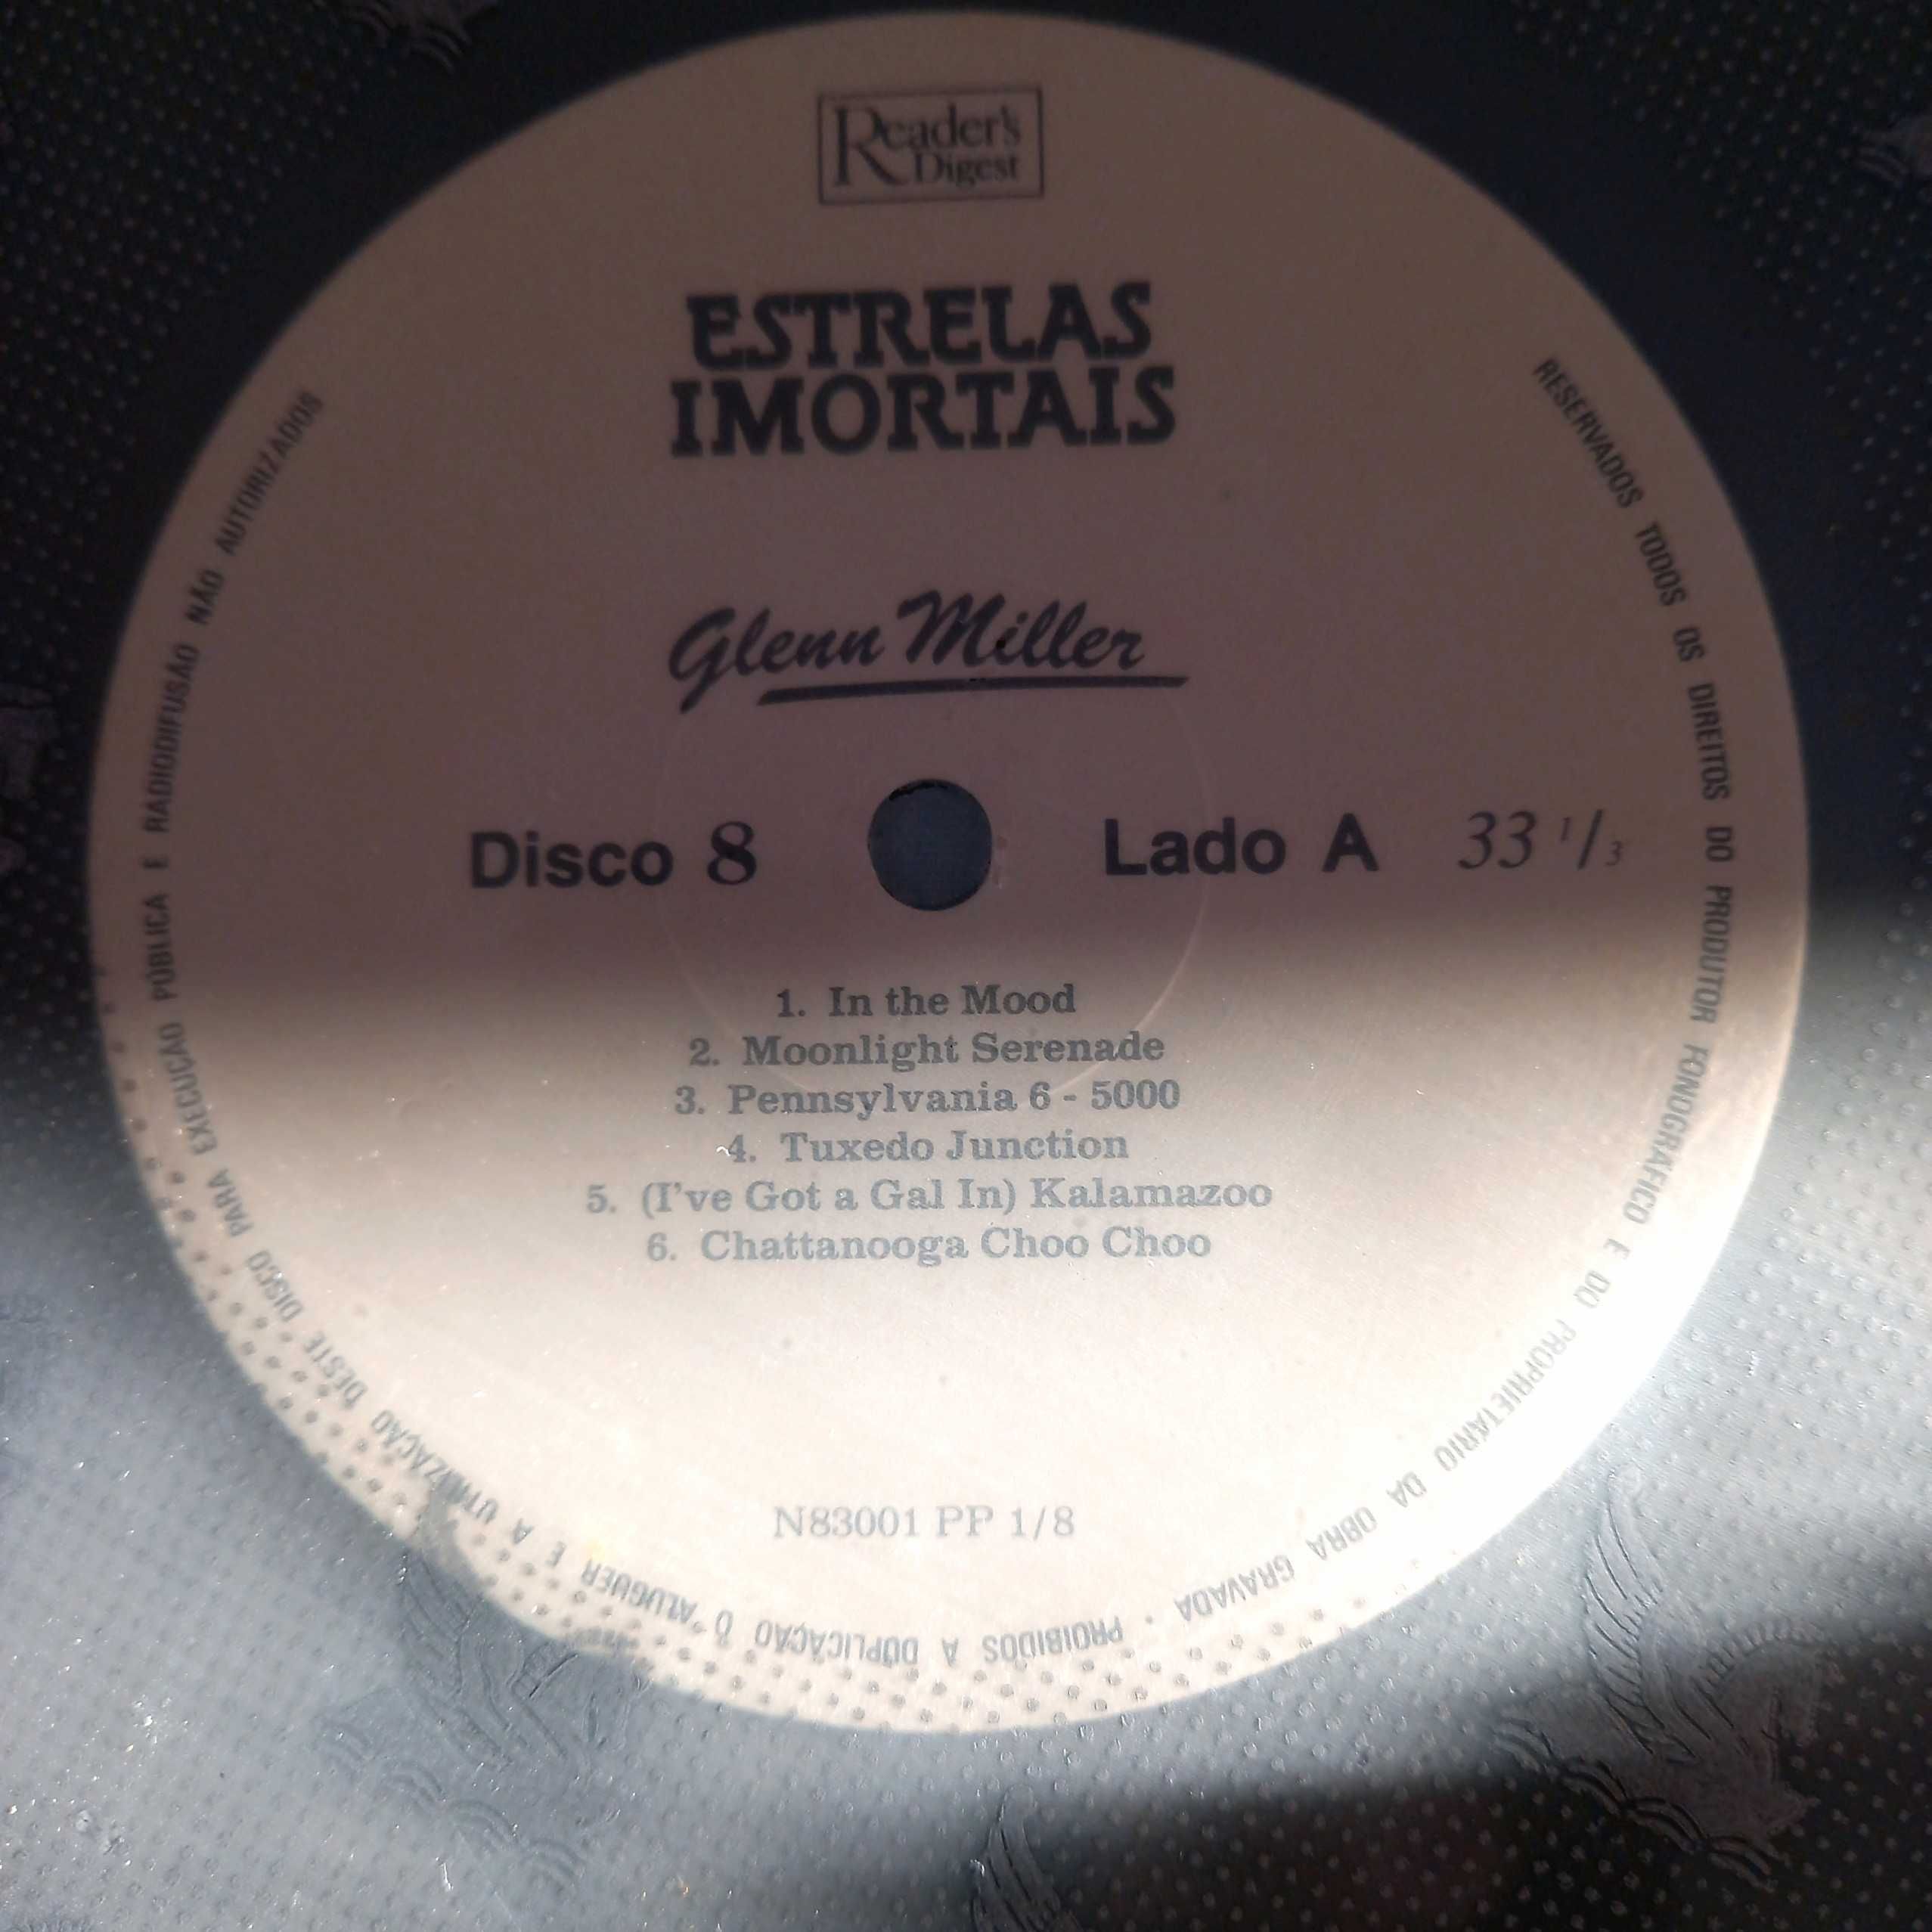 Reader's
Digest
ESTRELAS
IMORTAIS
Glenn Miller
Disco 8 Lado A 33 1/3
1. In the Mood
2. Moonlight Serenade
3. Pennsylvania 6 - 5000
4. Tuxedo Junction
5. (I've Got a Gal In) Kalamazoo
6. Chattanooga Choo Choo
N83001 PP 1/8
RESERVADOS TODOS OS DIREITOS DO PRODUTOR FONOGRÁFICO E DO PROPRIETÁRIO DA OBRA GRAVADA · PROIBIDOS A DUPLICAÇÃO O ALUGUER E A UTILIZAÇÃO DESTE DISCO PARA EXECUÇÃO PÚBLICA E RADIODIFUSÃO NÃO AUTORIZADOS